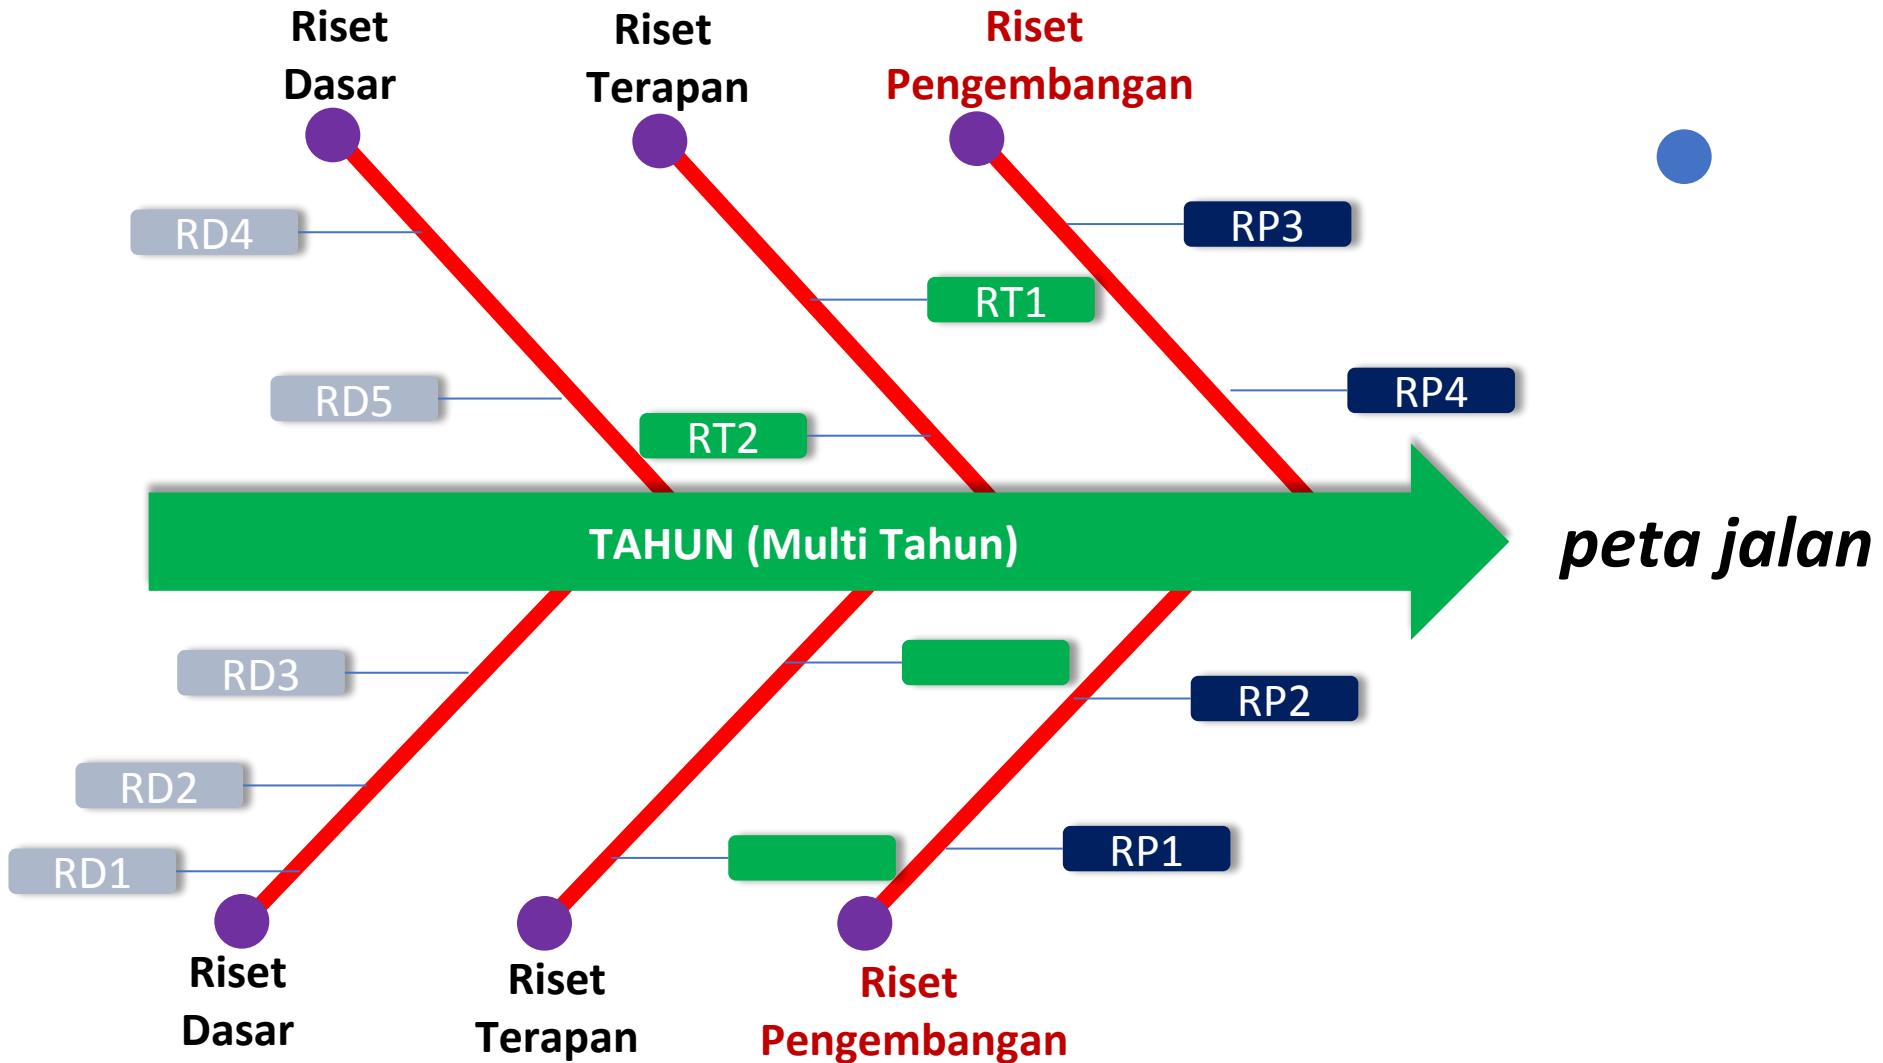 Riset
Dasar
Riset
Terapan
Riset
Pengembangan
RD4
RP3
RT1
RD5
RP4
RT2
TAHUN (Multi Tahun)
peta jalan
RD3
RP2
RD2
RP1
RD1
Riset
Dasar
Riset
Terapan
Riset
Pengembangan